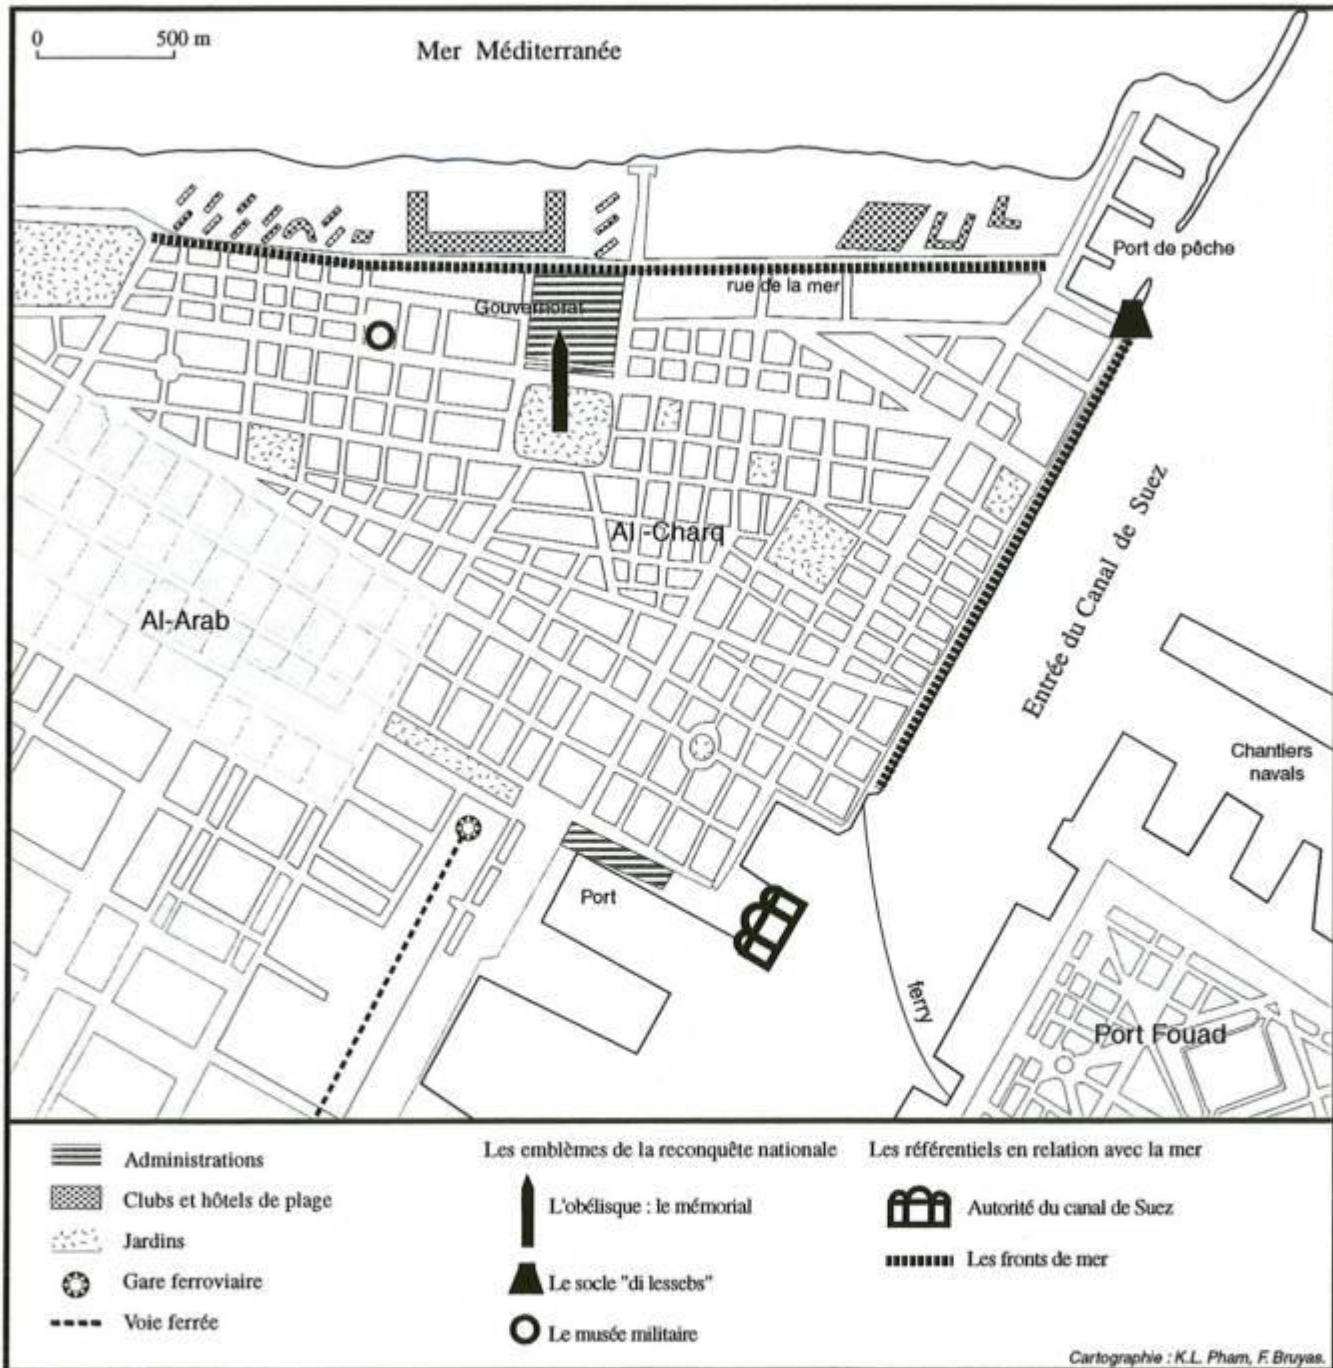 0 500 m
Mer Méditerranée
Port de pêche
rue de la mer
Gouvernorat
Al -Charq
Entrée du Canal de Suez
Al-Arab
Chantiers
navals
Port
ferry
Port Fouad
Administrations
Clubs et hôtels de plage
Jardins
Gare ferroviaire
Voie ferrée
Les emblèmes de la reconquête nationale
L'obélisque : le mémorial
Le socle "di lessebs"
Le musée militaire
Les référentiels en relation avec la mer
Autorité du canal de Suez
Les fronts de mer
Cartographie : K.L. Pham, F. Bruyas.